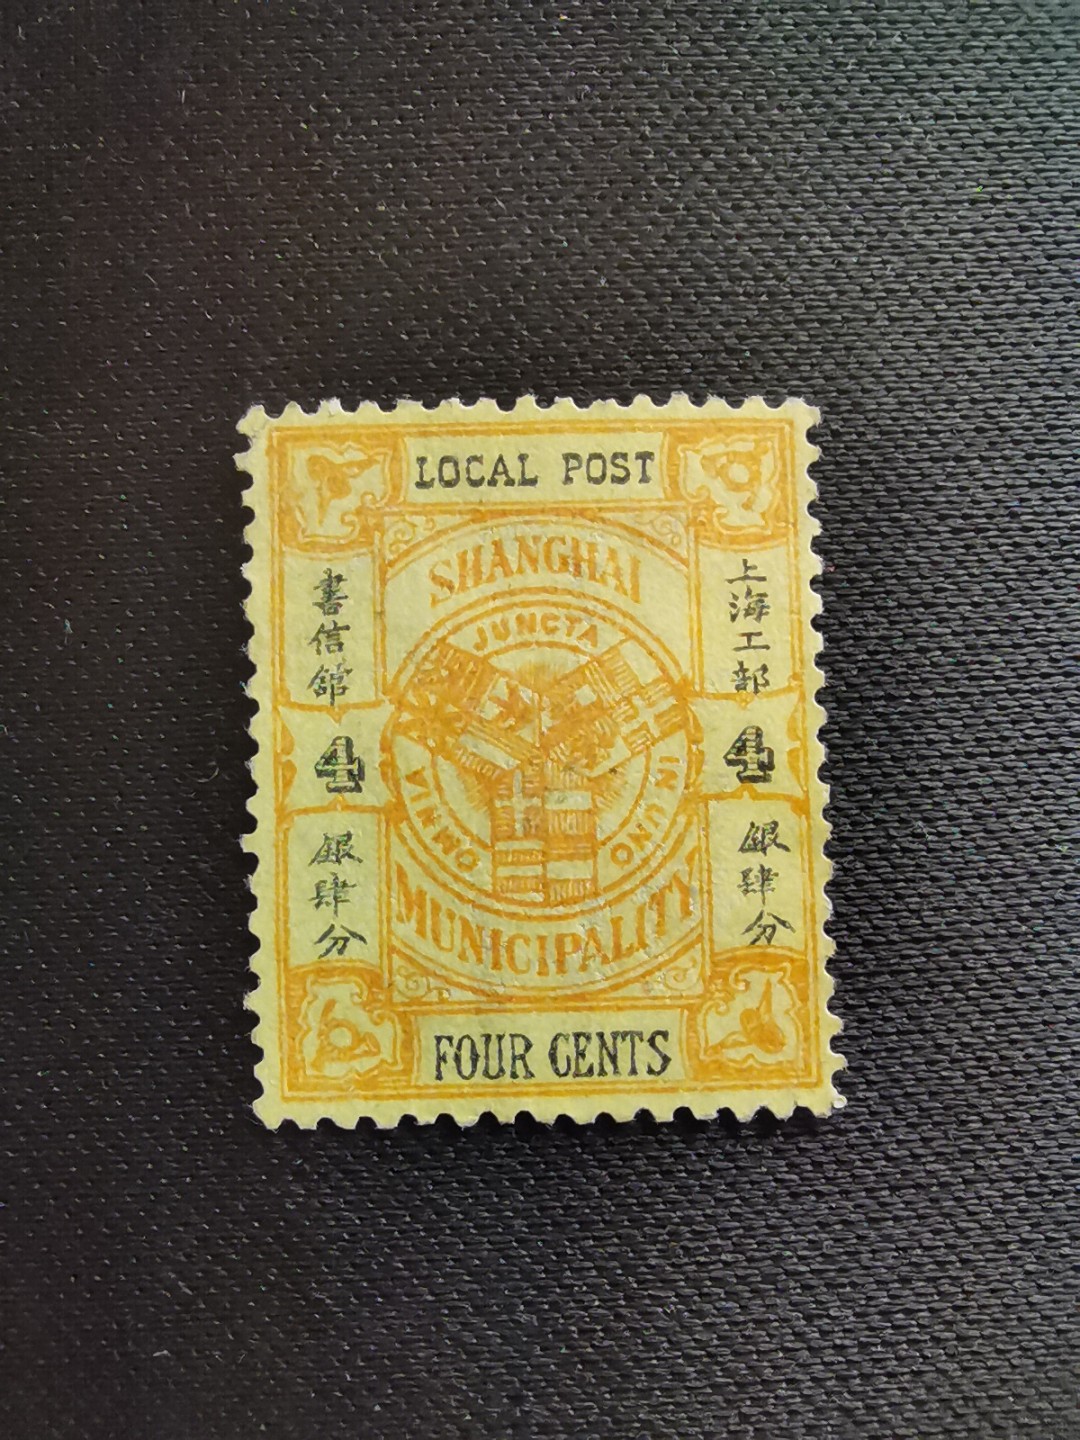 LOCAL POST
SHANGHAI
JUNCTA IN UNO OMNIA
上海工部
書信館
4
4
銀肆分
銀肆分
MUNICIPALITY
FOUR CENTS